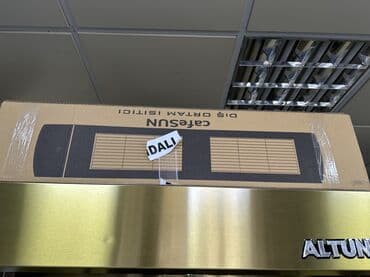 cafeSUN
DIŞ ORTAM ISITICI
DALI
ALTUN